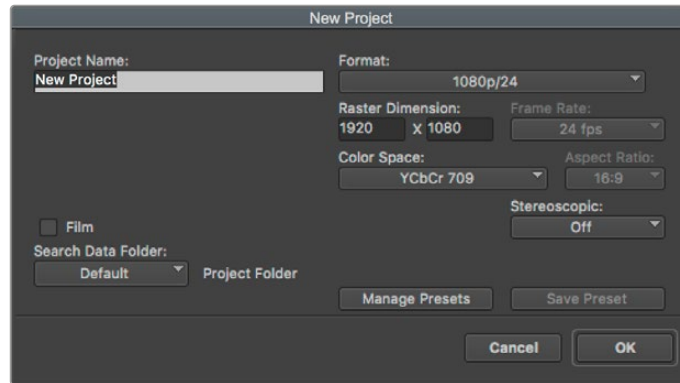 New Project
Project Name:
New Project
Format:
1080p/24
Raster Dimension:
Frame Rate:
1920 x 1080
24 fps
Color Space:
Aspect Ratio:
YCbCr 709
16:9
Stereoscopic:
Film
Off
Search Data Folder:
Default
Project Folder
Manage Presets
Save Preset
Cancel
OK